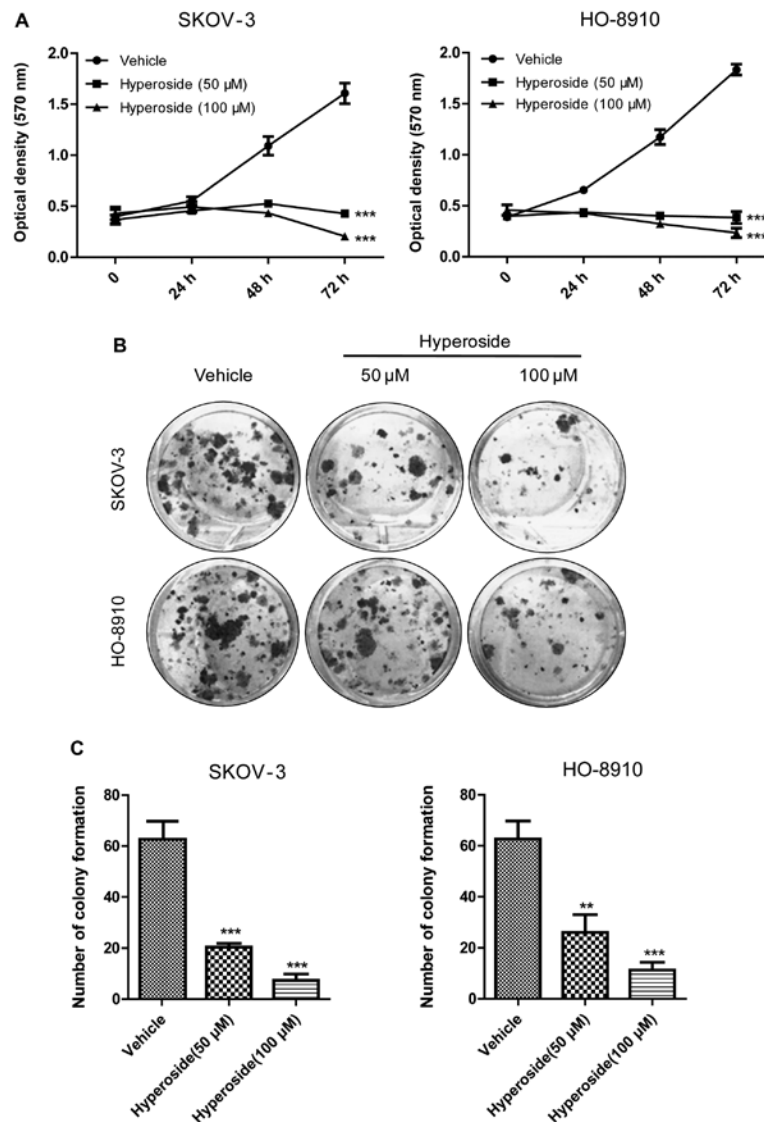 A
SKOV-3
Optical density (570 nm)
2.0
1.5
1.0
0.5
0.0
Vehicle
Hyperoside (50 µM)
Hyperoside (100 µM)
***
***
0
24 h
48 h
72 h
HO-8910
Optical density (570 nm)
2.0
1.5
1.0
0.5
0.0
Vehicle
Hyperoside (50 µM)
Hyperoside (100 µM)
***
***
0
24 h
48 h
72 h
B
Hyperoside
Vehicle
50 µM
100 µM
SKOV-3
HO-8910
C
SKOV-3
Number of colony formation
80
60
40
20
0
***
***
Vehicle
Hyperoside(50 µM)
Hyperoside(100 µM)
HO-8910
Number of colony formation
80
60
40
20
0
**
***
Vehicle
Hyperoside(50 µM)
Hyperoside(100 µM)